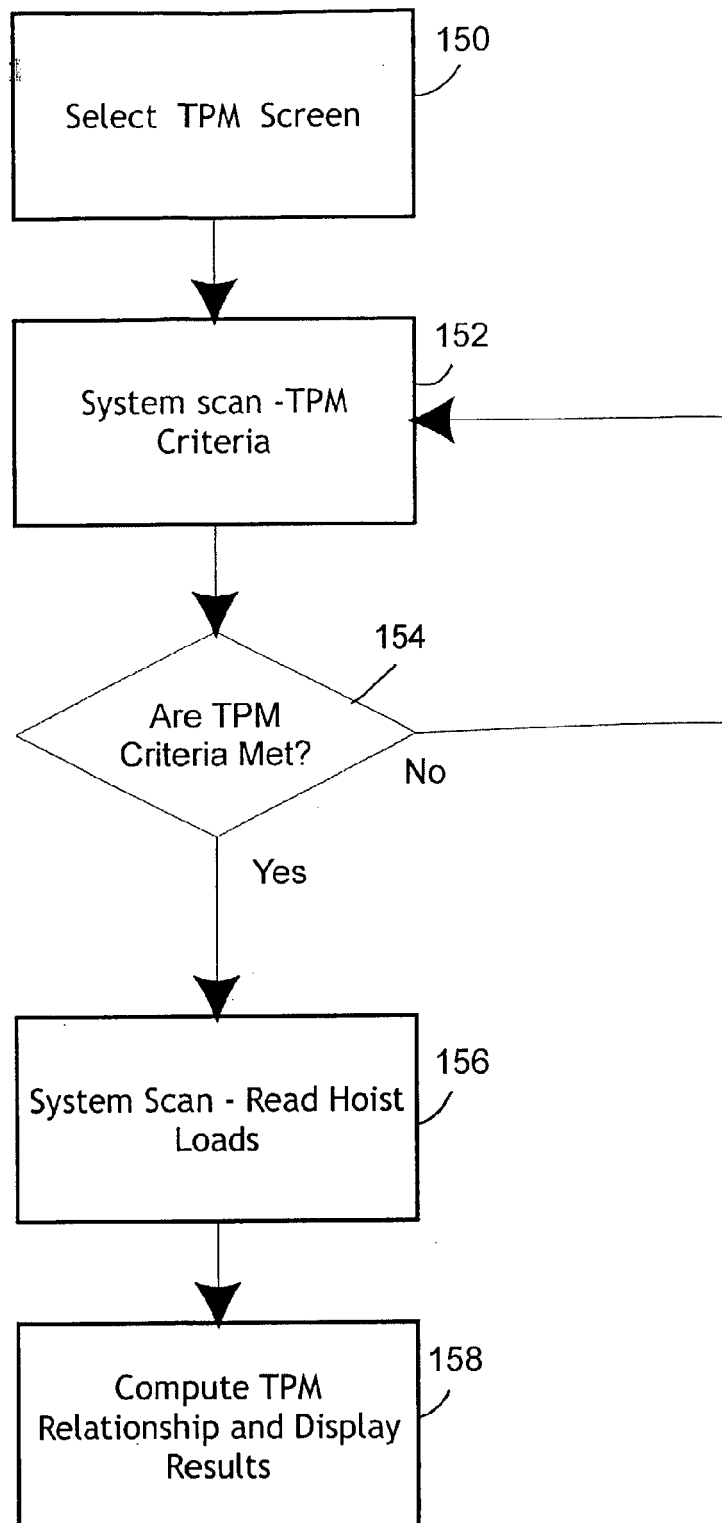 150
Select TPM Screen
152
System scan -TPM
Criteria
154
Are TPM
Criteria Met?
No
Yes
156
System Scan - Read Hoist
Loads
158
Compute TPM
Relationship and Display
Results